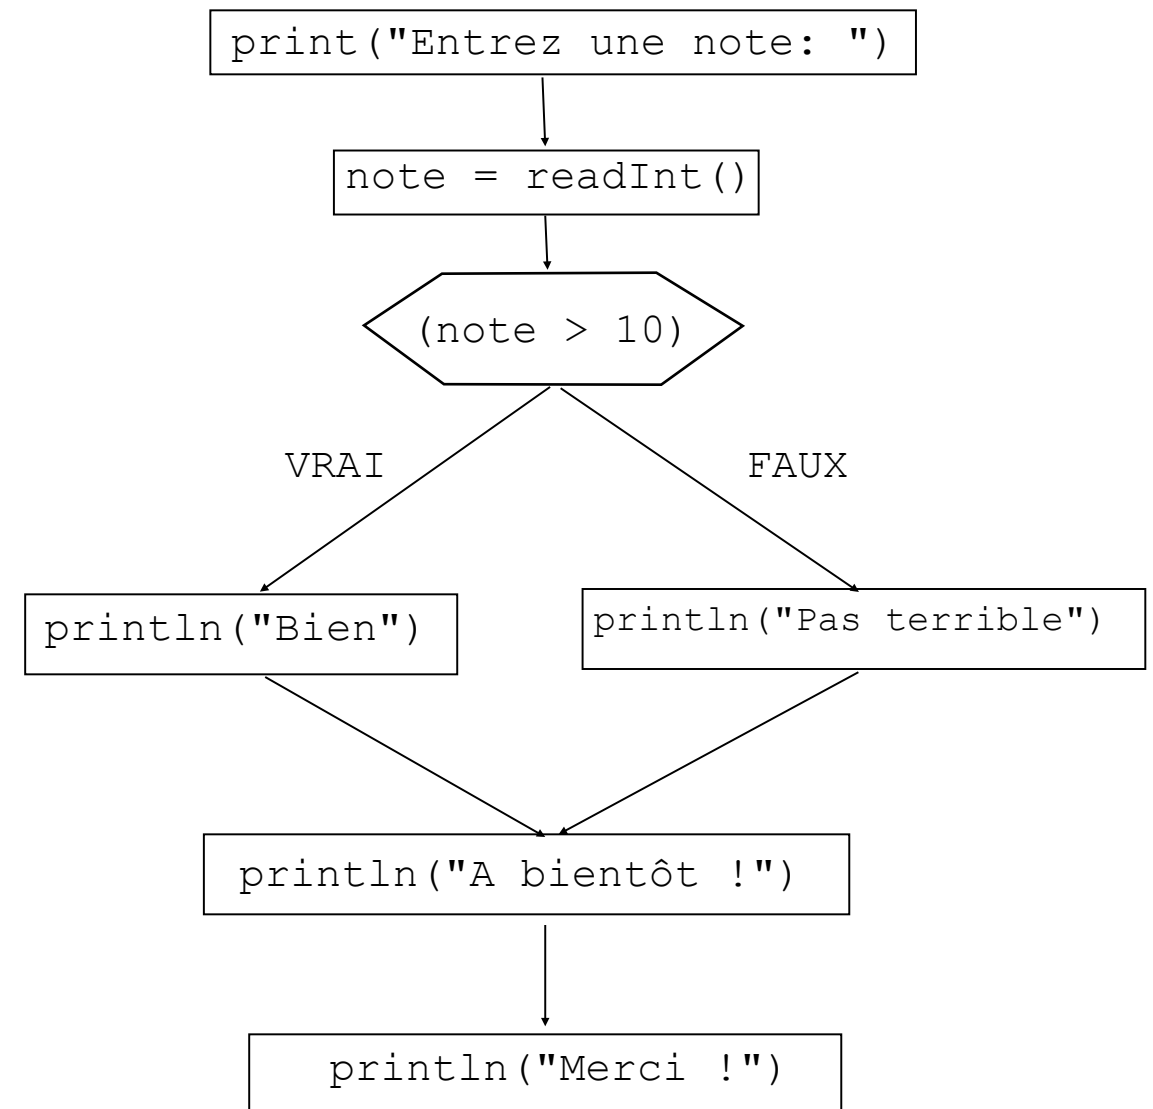 print("Entrez une note: ")
note = readInt()
(note > 10)
VRAI
FAUX
println("Bien")
println("Pas terrible")
println("A bientôt !")
println("Merci !")